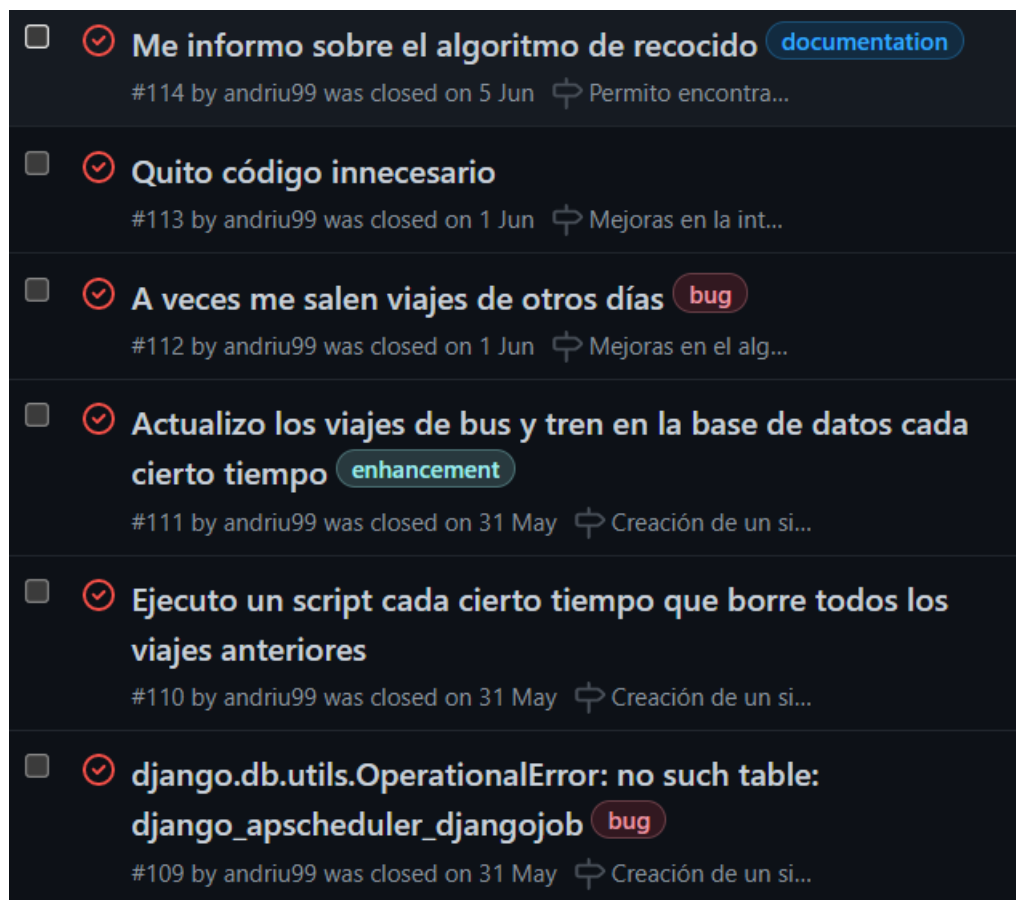 Me informo sobre el algoritmo de recocido documentation
#114 by andriu99 was closed on 5 Jun Permito encontra...
Quito código innecesario
#113 by andriu99 was closed on 1 Jun Mejoras en la int...
A veces me salen viajes de otros días bug
#112 by andriu99 was closed on 1 Jun Mejoras en el alg...
Actualizo los viajes de bus y tren en la base de datos cada
cierto tiempo enhancement
#111 by andriu99 was closed on 31 May Creación de un si...
Ejecuto un script cada cierto tiempo que borre todos los
viajes anteriores
#110 by andriu99 was closed on 31 May Creación de un si...
django.db.utils.OperationalError: no such table:
django_apscheduler_djangojob bug
#109 by andriu99 was closed on 31 May Creación de un si...